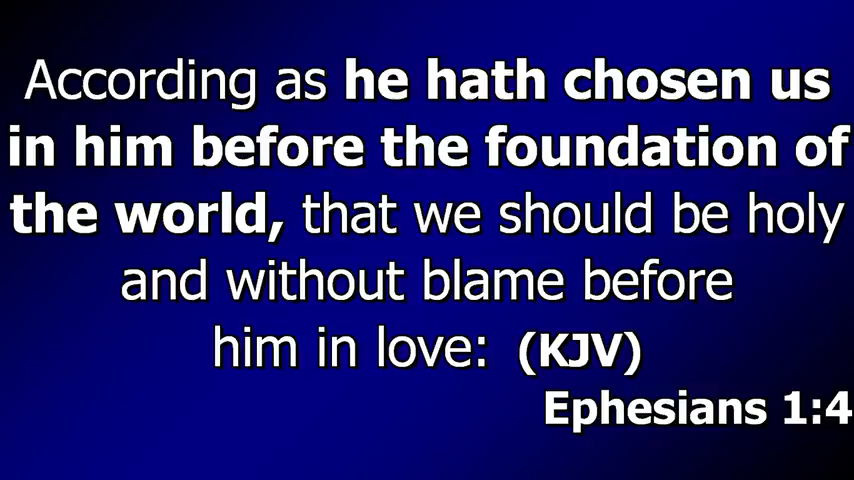 According as he hath chosen us
in him before the foundation of
the world, that we should be holy
and without blame before
him in love: (KJV)
Ephesians 1:4